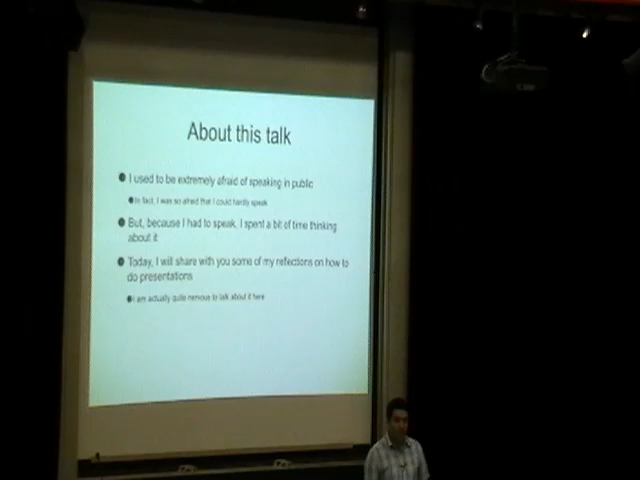 About this talk
I used to be extremely afraid of speaking in public
In fact, I was so afraid that I could hardly speak
But, because I had to speak, I spent a bit of time thinking
about it
Today, I will share with you some of my reflections on how to
do presentations
I am actually quite nervous to talk about it here